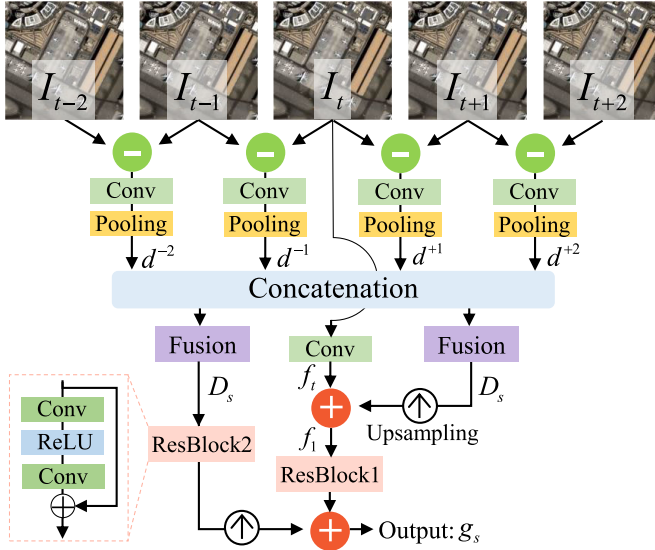 I_{t-2} I_{t-1} I_t I_{t+1} I_{t+2}
− − − −
Conv Conv Conv Conv
Pooling Pooling Pooling Pooling
d^{-2} d^{-1} d^{+1} d^{+2}
Concatenation
Fusion Conv Fusion
D_s f_t D_s
Conv
ReLU
Conv
ResBlock2
+ Upsampling
f_1
ResBlock1
+ Output: g_s